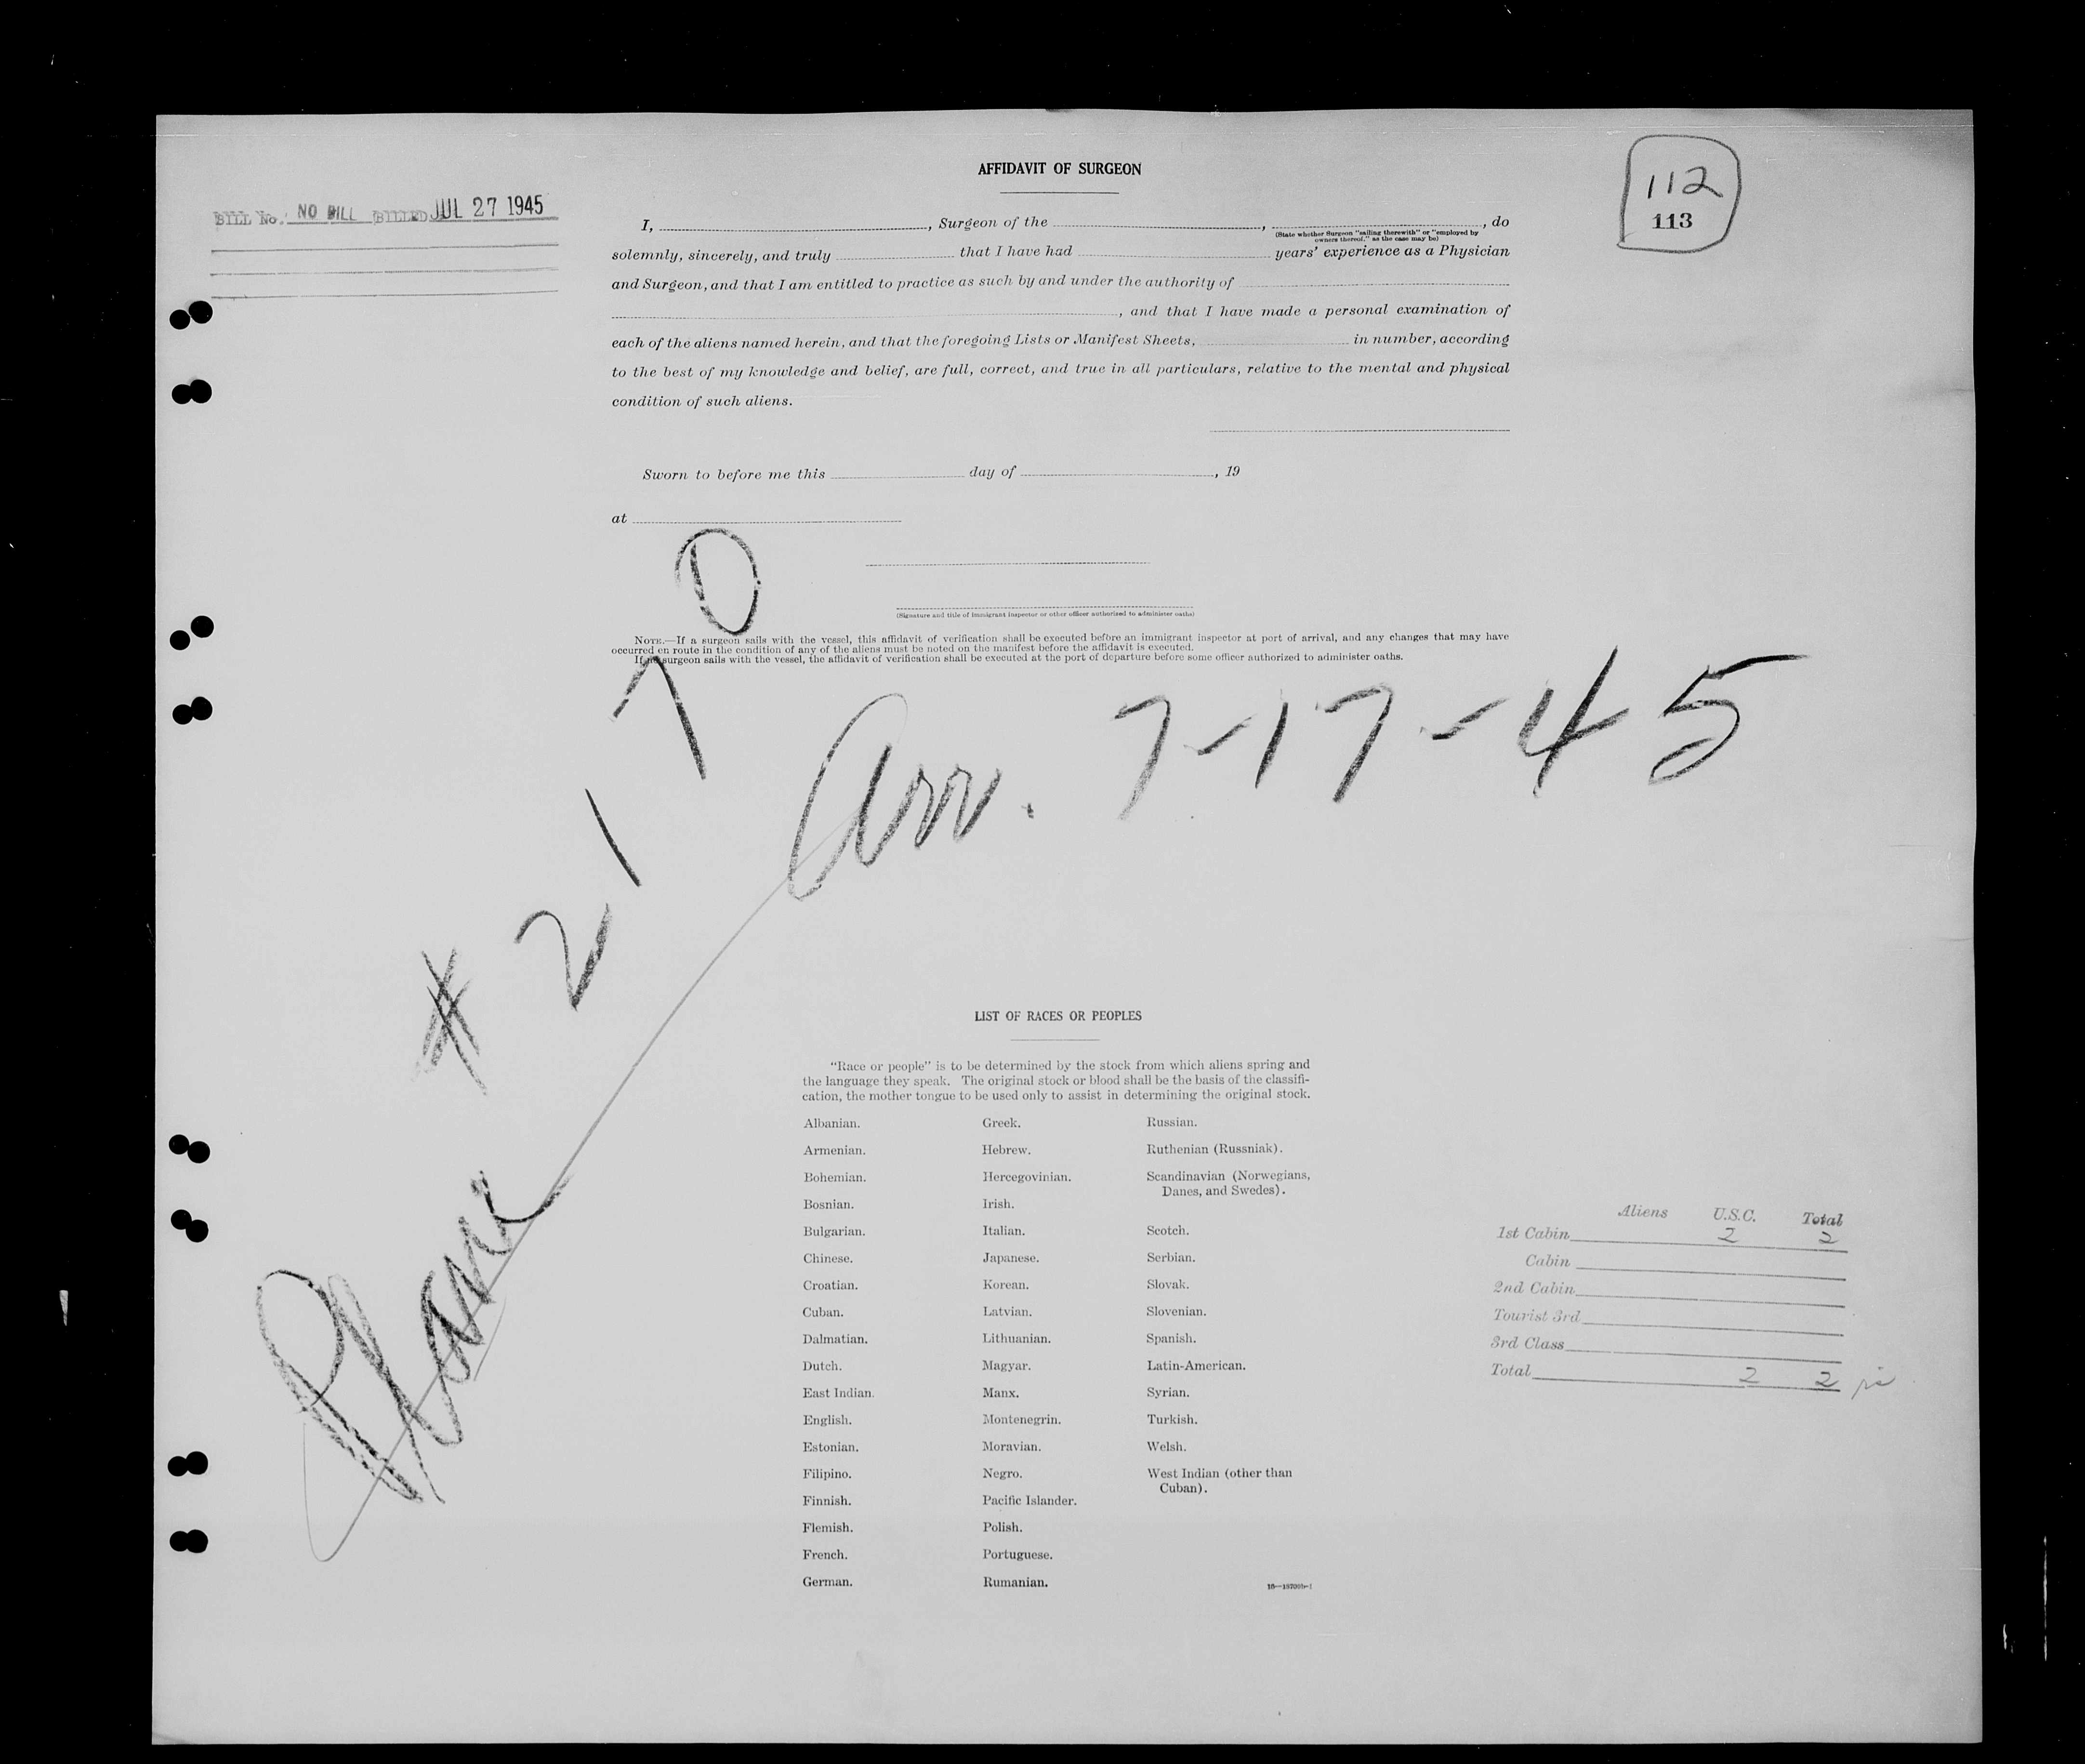 AFFIDAVIT OF SURGEON
112
113
BILL No. NO BILL BILLED JUL 27 1945
I, , Surgeon of the , , do
(State whether Surgeon "sailing therewith" or "employed by
owners thereof," as the case may be)
solemnly, sincerely, and truly that I have had years' experience as a Physician
and Surgeon, and that I am entitled to practice as such by and under the authority of
, and that I have made a personal examination of
each of the aliens named herein, and that the foregoing Lists or Manifest Sheets, in number, according
to the best of my knowledge and belief, are full, correct, and true in all particulars, relative to the mental and physical
condition of such aliens.
Sworn to before me this day of , 19
at
(Signature and title of immigrant inspector or other officer authorized to administer oaths)
NOTE.—If a surgeon sails with the vessel, this affidavit of verification shall be executed before an immigrant inspector at port of arrival, and any changes that may have
occurred en route in the condition of any of the aliens must be noted on the manifest before the affidavit is executed.
If no surgeon sails with the vessel, the affidavit of verification shall be executed at the port of departure before some officer authorized to administer oaths.
Plane # 2170
Arr. 7-17-45
LIST OF RACES OR PEOPLES
"Race or people" is to be determined by the stock from which aliens spring and
the language they speak. The original stock or blood shall be the basis of the classifi-
cation, the mother tongue to be used only to assist in determining the original stock.
Albanian.
Armenian.
Bohemian.
Bosnian.
Bulgarian.
Chinese.
Croatian.
Cuban.
Dalmatian.
Dutch.
East Indian.
English.
Estonian.
Filipino.
Finnish.
Flemish.
French.
German.
Greek.
Hebrew.
Hercegovinian.
Irish.
Italian.
Japanese.
Korean.
Latvian.
Lithuanian.
Magyar.
Manx.
Montenegrin.
Moravian.
Negro.
Pacific Islander.
Polish.
Portuguese.
Rumanian.
Russian.
Ruthenian (Russniak).
Scandinavian (Norwegians,
Danes, and Swedes).
Scotch.
Serbian.
Slovak.
Slovenian.
Spanish.
Latin-American.
Syrian.
Turkish.
Welsh.
West Indian (other than
Cuban).
Aliens U.S.C. Total
1st Cabin 2 2
Cabin
2nd Cabin
Tourist 3rd
3rd Class
Total 2 2